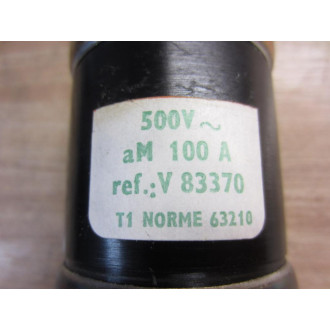 500V~
aM 100 A
ref.:V 83370
T1 NORME 63210